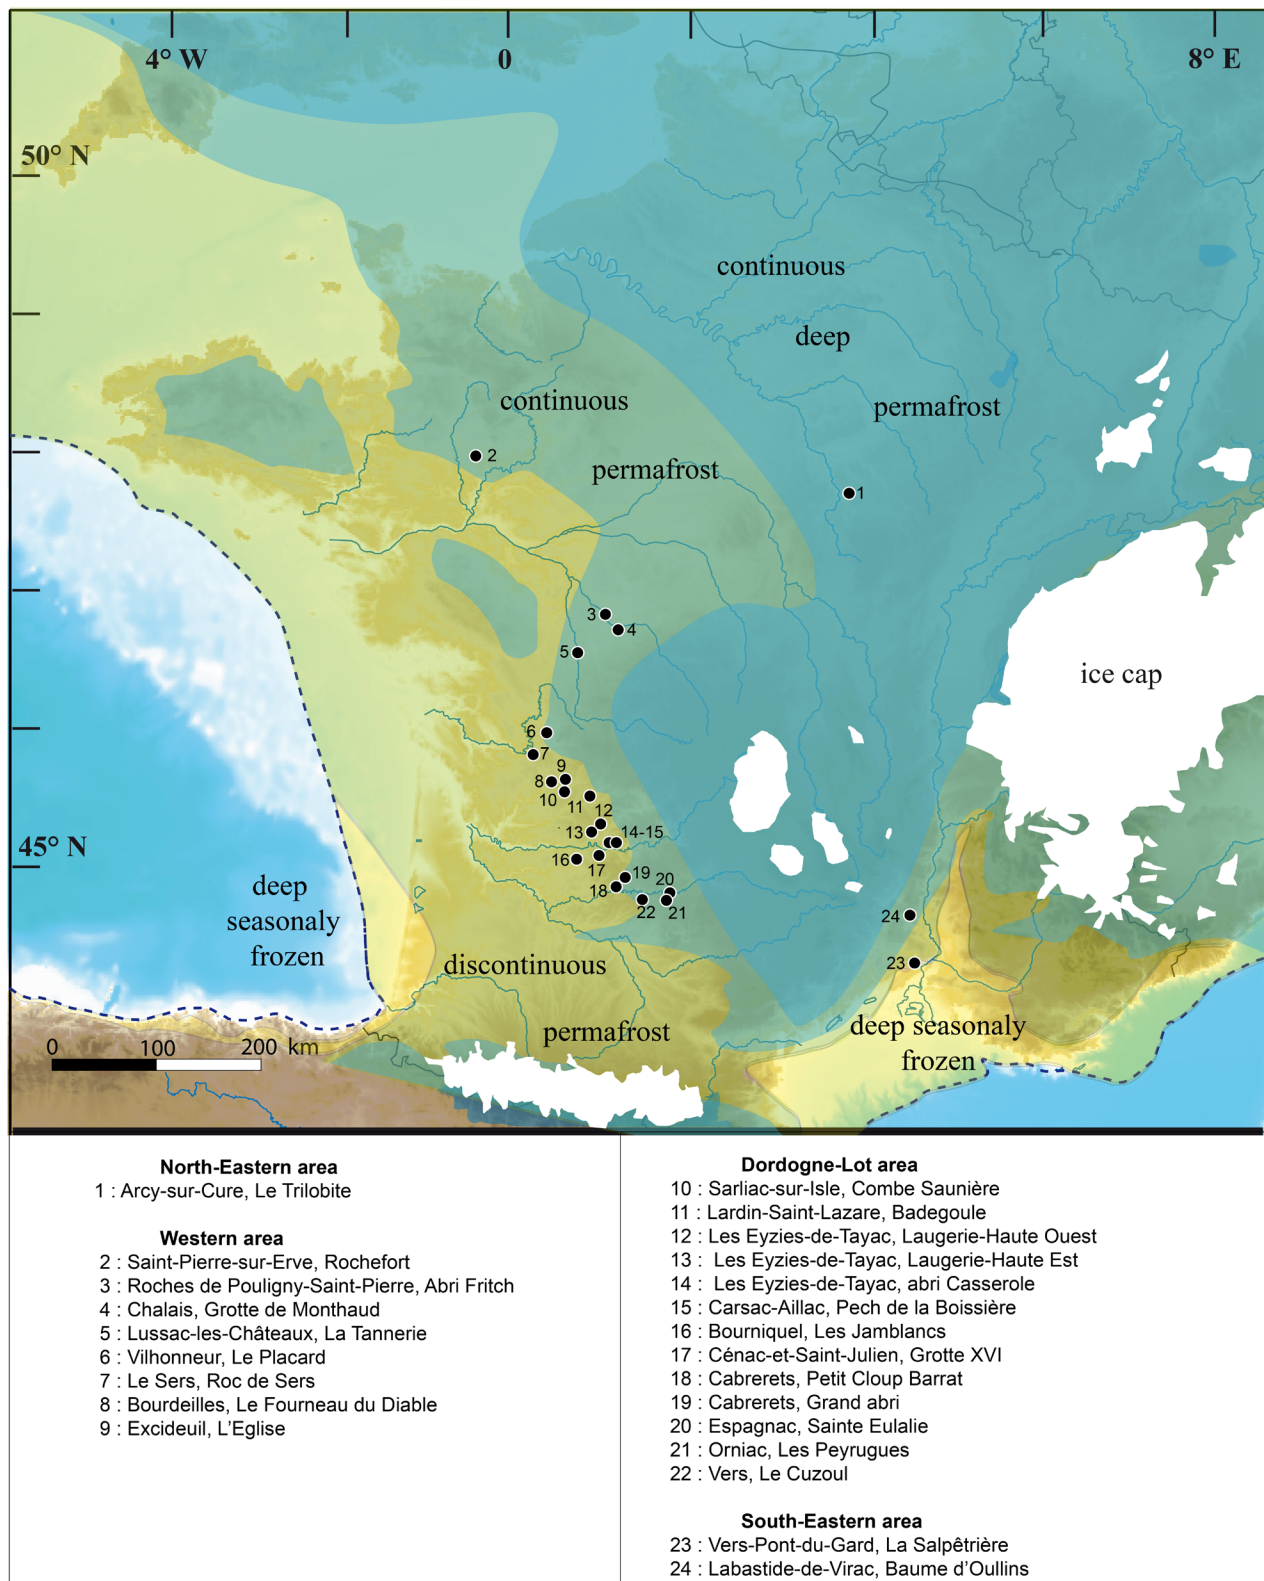 4° W
0
8° E
50° N
continuous
deep
permafrost
continuous
permafrost
2
1
3
4
5
ice cap
6
7
9
8
10
11
12
13
14-15
45° N
16
17
19
20
18
22
21
24
deep
seasonaly
frozen
discontinuous
23
permafrost
deep seasonaly
frozen
0 100 200 km
North-Eastern area
1 : Arcy-sur-Cure, Le Trilobite
Western area
2 : Saint-Pierre-sur-Erve, Rochefort
3 : Roches de Pouligny-Saint-Pierre, Abri Fritch
4 : Chalais, Grotte de Monthaud
5 : Lussac-les-Châteaux, La Tannerie
6 : Vilhonneur, Le Placard
7 : Le Sers, Roc de Sers
8 : Bourdeilles, Le Fourneau du Diable
9 : Excideuil, L’Eglise
Dordogne-Lot area
10 : Sarliac-sur-Isle, Combe Saunière
11 : Lardin-Saint-Lazare, Badegoule
12 : Les Eyzies-de-Tayac, Laugerie-Haute Ouest
13 : Les Eyzies-de-Tayac, Laugerie-Haute Est
14 : Les Eyzies-de-Tayac, abri Casserole
15 : Carsac-Aillac, Pech de la Boissière
16 : Bourniquel, Les Jamblancs
17 : Cénac-et-Saint-Julien, Grotte XVI
18 : Cabrerets, Petit Cloup Barrat
19 : Cabrerets, Grand abri
20 : Espagnac, Sainte Eulalie
21 : Orniac, Les Peyrugues
22 : Vers, Le Cuzoul
South-Eastern area
23 : Vers-Pont-du-Gard, La Salpêtrière
24 : Labastide-de-Virac, Baume d’Oullins